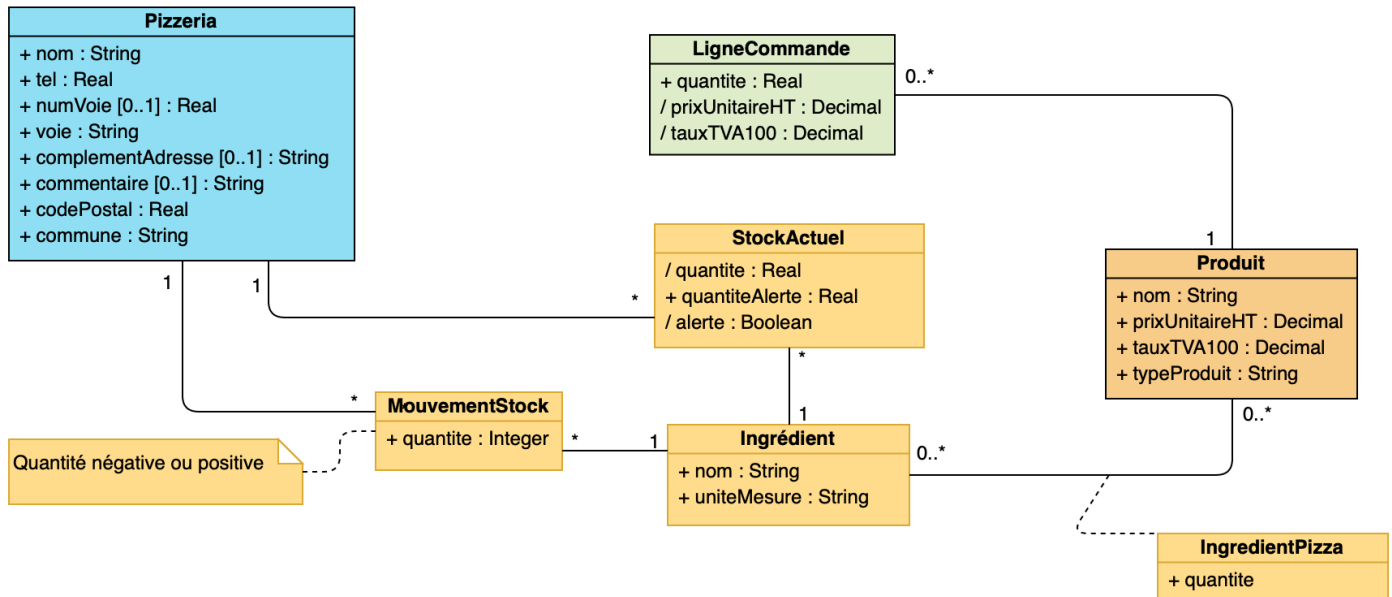 Pizzeria
+ nom : String
+ tel : Real
+ numVoie [0..1] : Real
+ voie : String
+ complementAdresse [0..1] : String
+ commentaire [0..1] : String
+ codePostal : Real
+ commune : String
LigneCommande
+ quantite : Real
/ prixUnitaireHT : Decimal
/ tauxTVA100 : Decimal
0..*
1
1
1
*
StockActuel
/ quantite : Real
+ quantiteAlerte : Real
/ alerte : Boolean
Produit
+ nom : String
+ prixUnitaireHT : Decimal
+ tauxTVA100 : Decimal
+ typeProduit : String
*
1
*
MouvementStock
+ quantite : Integer
*
1
Quantité négative ou positive
Ingrédient
+ nom : String
+ uniteMesure : String
0..*
0..*
IngredientPizza
+ quantite